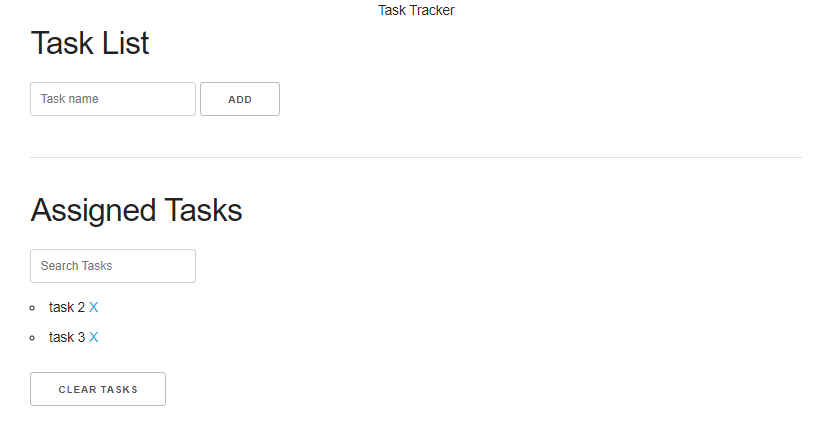 Task Tracker
Task List
Task name ADD
Assigned Tasks
Search Tasks
task 2 X
task 3 X
CLEAR TASKS